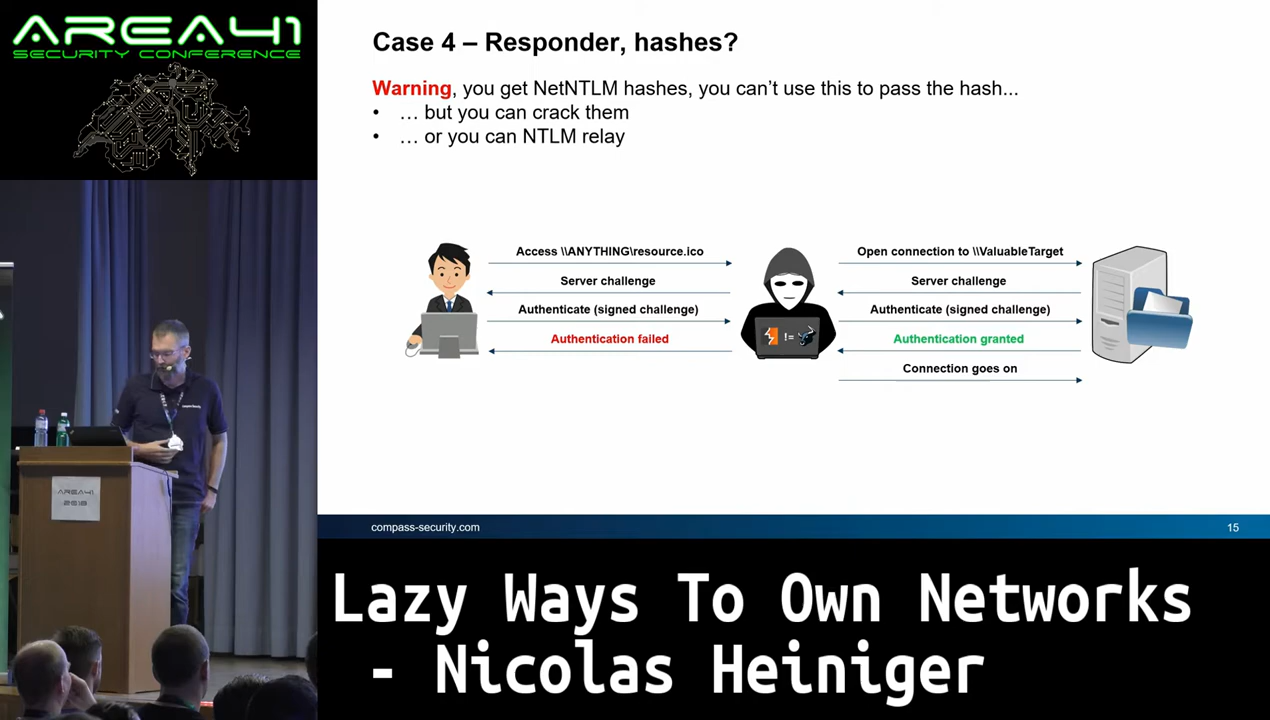 AREA41
SECURITY CONFERENCE
Case 4 – Responder, hashes?
Warning, you get NetNTLM hashes, you can't use this to pass the hash...
• … but you can crack them
• … or you can NTLM relay
Access \\ANYTHING\resource.ico
Server challenge
Authenticate (signed challenge)
Authentication failed
!=
Open connection to \\ValuableTarget
Server challenge
Authenticate (signed challenge)
Authentication granted
Connection goes on
compass-security.com
15
AREA41
2018
Lazy Ways To Own Networks
- Nicolas Heiniger